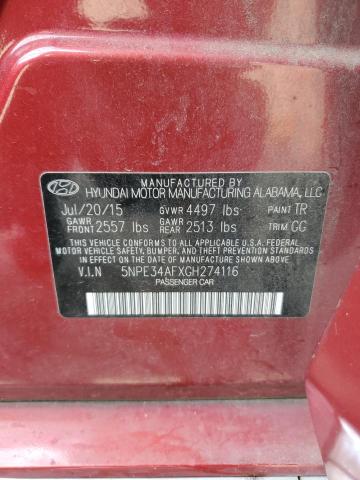 MANUFACTURED BY
HYUNDAI MOTOR MANUFACTURING ALABAMA, LLC
Jul/20/15 GVWR 4497 lbs PAINT TR
GAWR FRONT 2557 lbs GAWR REAR 2513 lbs TRIM GG
THIS VEHICLE CONFORMS TO ALL APPLICABLE U.S.A. FEDERAL
MOTOR VEHICLE SAFETY, BUMPER, AND THEFT PREVENTION
STANDARDS IN EFFECT ON THE DATE OF MANUFACTURE SHOWN ABOVE.
V.I.N 5NPE34AFXGH274116
PASSENGER CAR